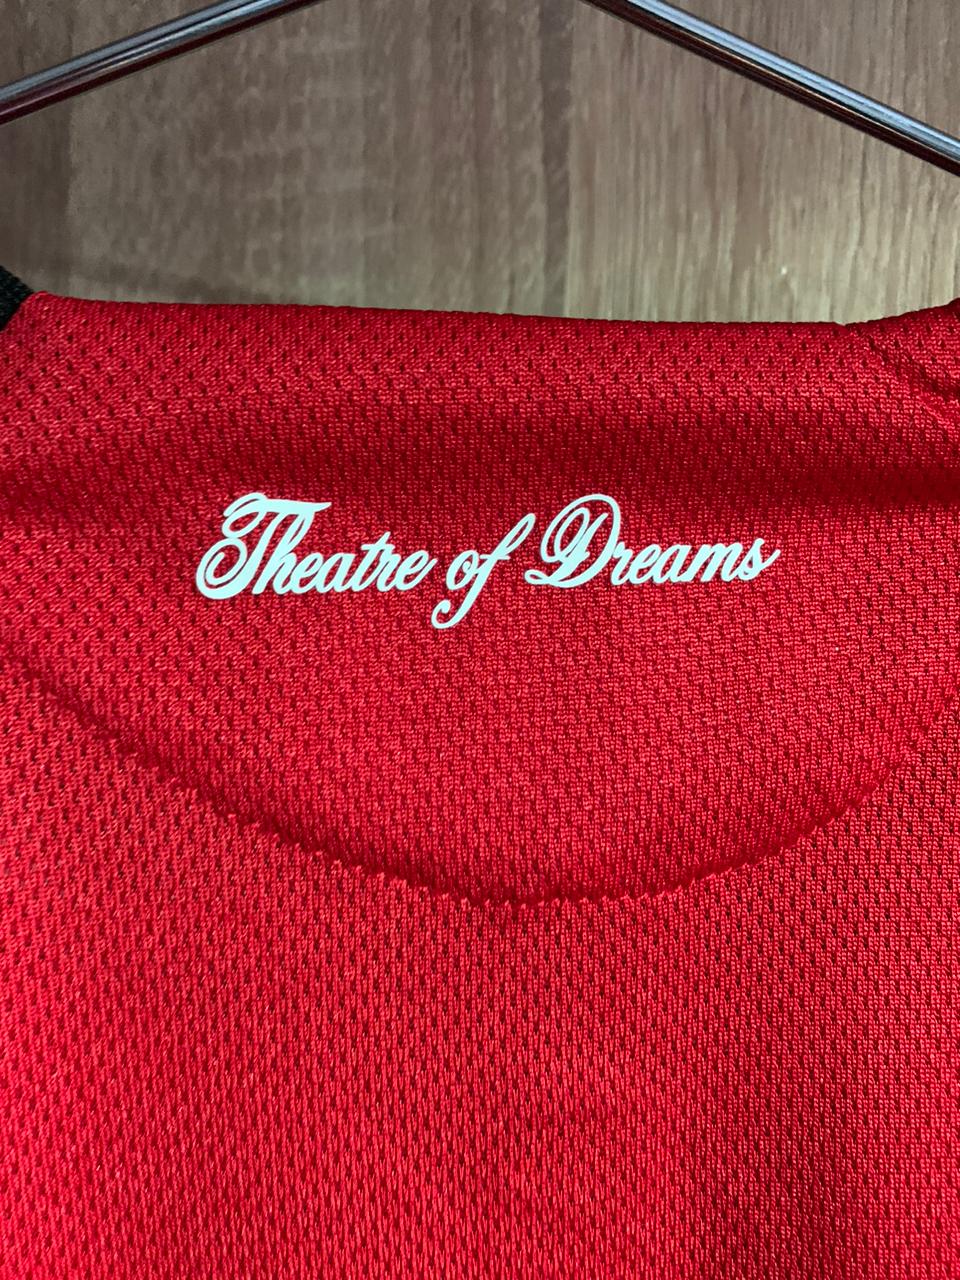 Theatre of Dreams